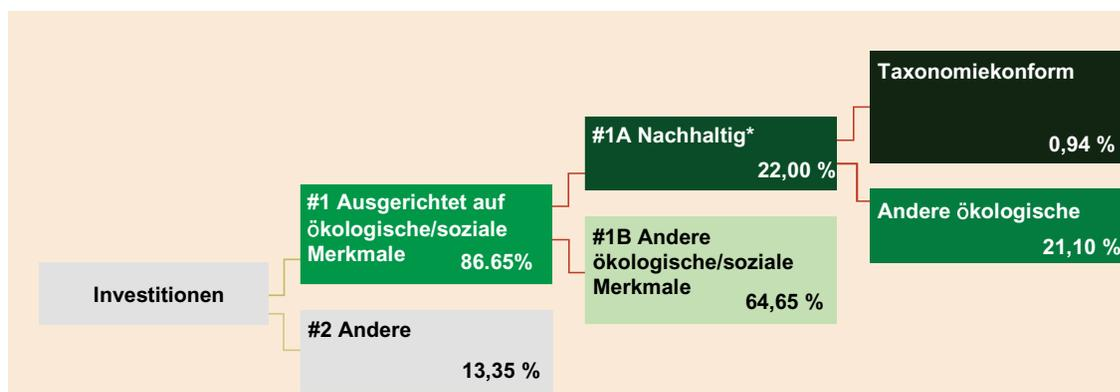 Taxonomiekonform
0,94 %
#1A Nachhaltig*
22,00 %
#1 Ausgerichtet auf
ökologische/soziale
Merkmale 86.65%
Andere ökologische
21,10 %
#1B Andere
ökologische/soziale
Merkmale
64,65 %
Investitionen
#2 Andere
13,35 %